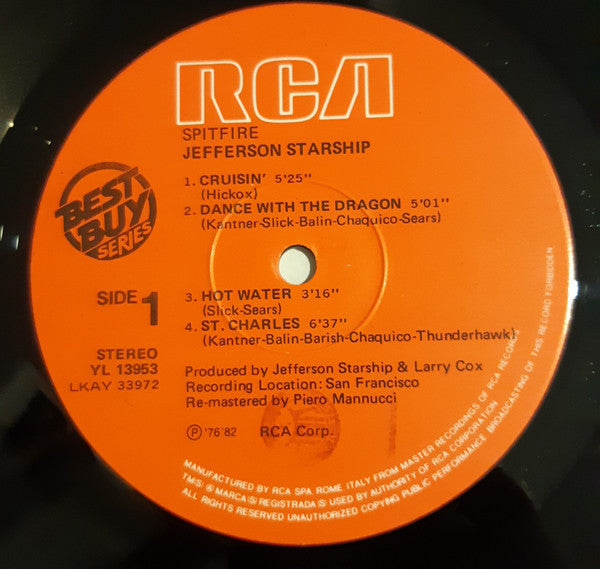 RCA
SPITFIRE
JEFFERSON STARSHIP
1. CRUISIN' 5'25"
(Hickox)
2. DANCE WITH THE DRAGON 5'01"
(Kantner-Slick-Balin-Chaquico-Sears)
BEST
BUY
SERIES
SIDE 1
3. HOT WATER 3'16"
(Slick-Sears)
4. ST. CHARLES 6'37"
(Kantner-Balin-Barish-Chaquico-Thunderhawk)
STEREO
YL 13953
LKAY 33972
Produced by Jefferson Starship & Larry Cox
Recording Location: San Francisco
Re-mastered by Piero Mannucci
Ⓟ '76'82 RCA Corp.
MANUFACTURED BY RCA SPA ROME ITALY FROM MASTER RECORDINGS OF RCA RECORDS
TM(S) ® MARCA(S) REGISTRADA(S) USED BY AUTHORITY OF RCA CORPORATION
ALL RIGHTS RESERVED UNAUTHORIZED COPYING PUBLIC PERFORMANCE BROADCASTING OF THIS RECORD FORBIDDEN